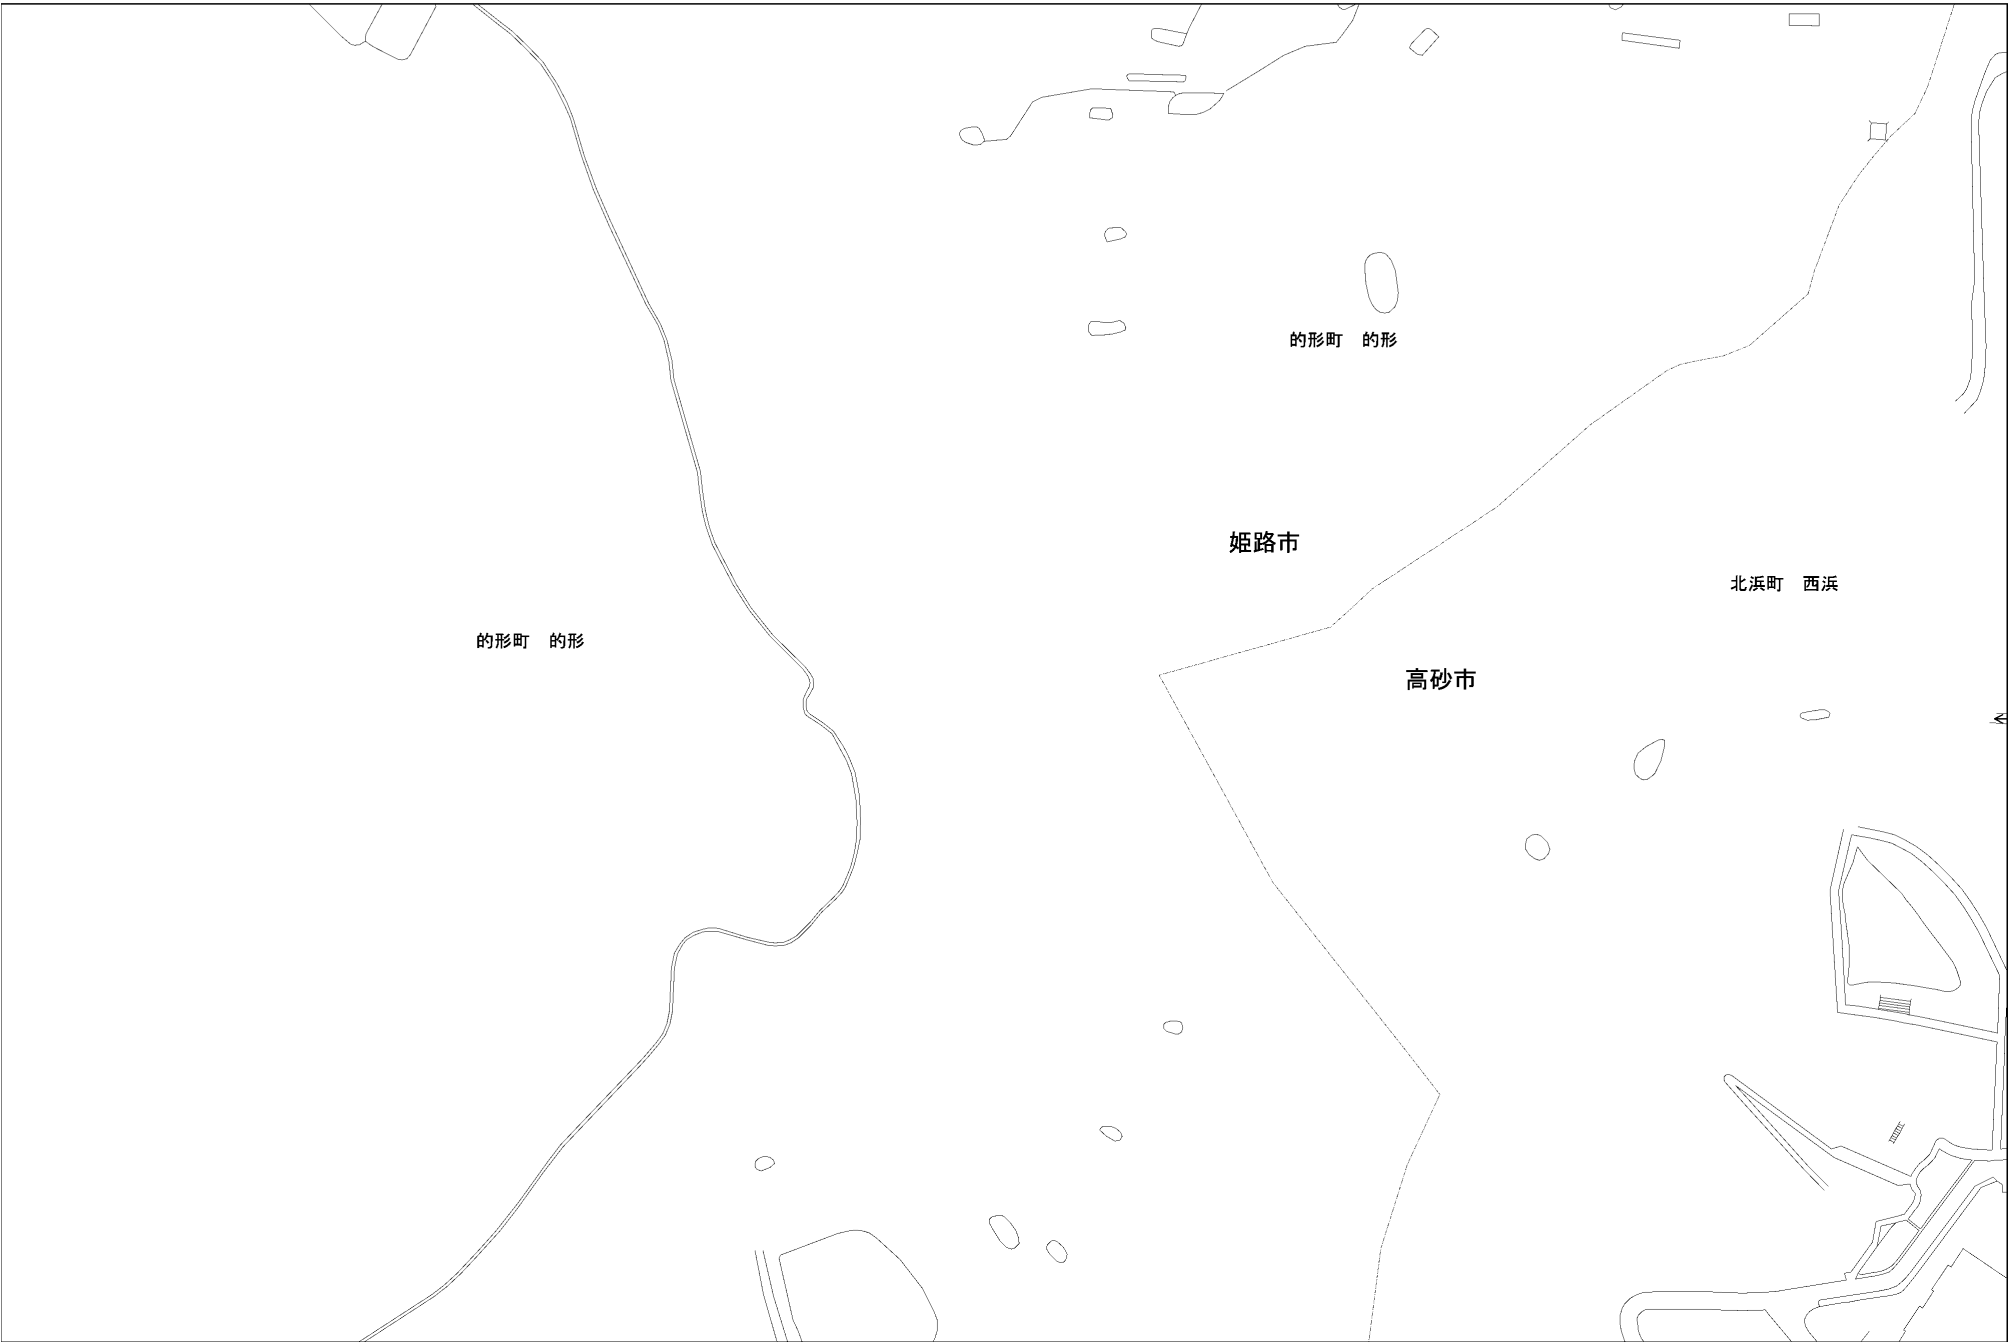 的形町　的形
姫路市
北浜町　西浜
的形町　的形
高砂市